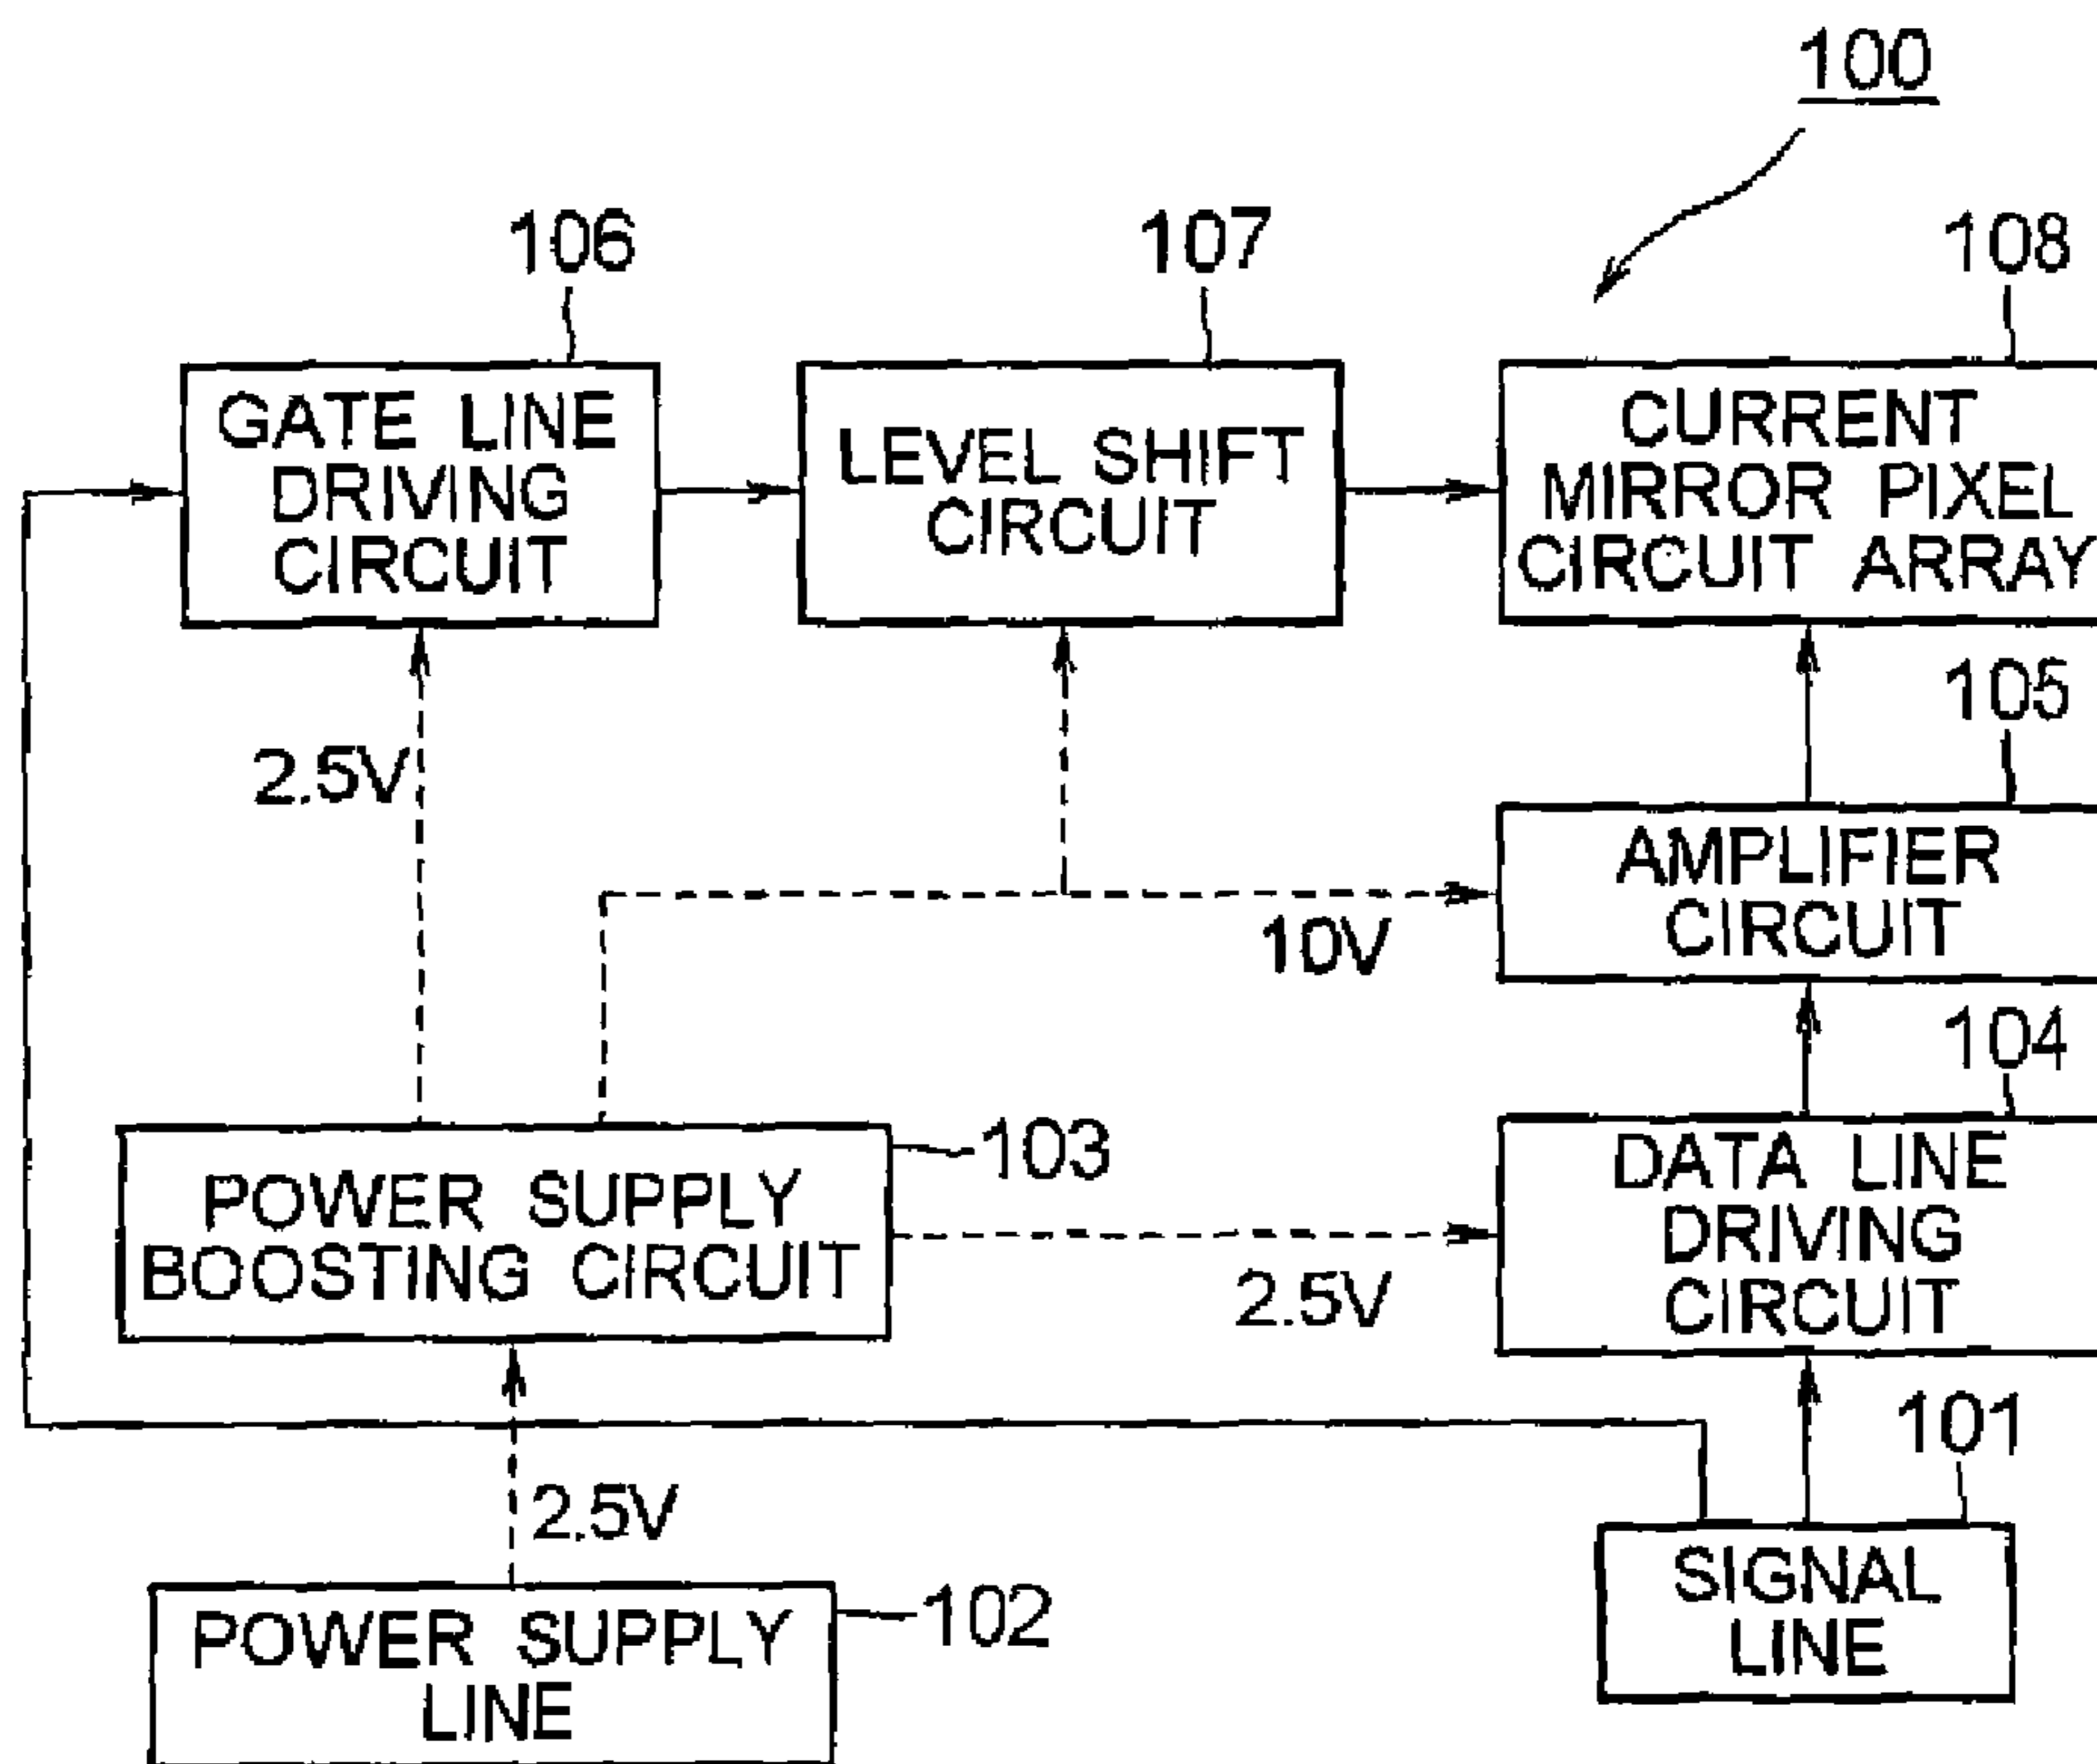 100
106
107
108
GATE LINE
DRIVING
CIRCUIT
LEVEL SHIFT
CIRCUIT
CURRENT
MIRROR PIXEL
CIRCUIT ARRAY
105
2.5V
AMPLIFIER
CIRCUIT
10V
104
103
POWER SUPPLY
BOOSTING CIRCUIT
DATA LINE
DRIVING
CIRCUIT
2.5V
101
2.5V
SIGNAL
LINE
102
POWER SUPPLY
LINE